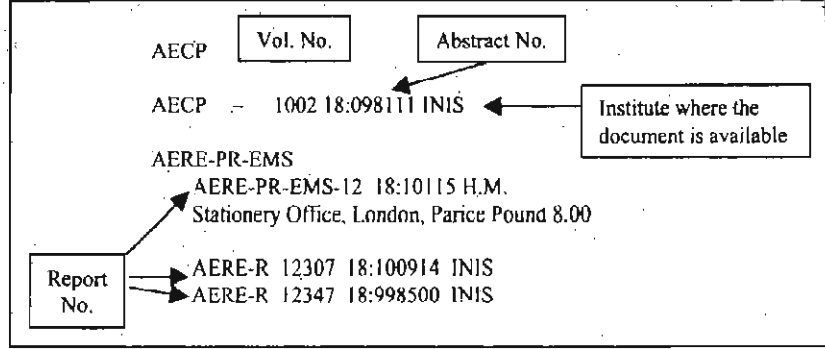 AECP
Vol. No.
Abstract No.
AECP - 1002 18:098111 INIS
Institute where the
document is available
AERE-PR-EMS
AERE-PR-EMS-12 18:10115 H.M.
Stationery Office, London, Parice Pound 8.00
Report
No.
AERE-R 12307 18:100914 INIS
AERE-R 12347 18:998500 INIS